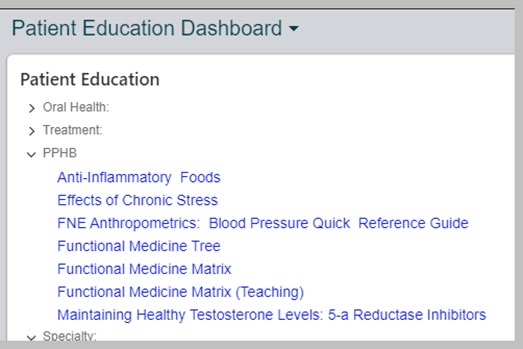 Patient Education Dashboard
Patient Education
Oral Health:
Treatment:
PPHB
Anti-Inflammatory Foods
Effects of Chronic Stress
FNE Anthropometrics: Blood Pressure Quick Reference Guide
Functional Medicine Tree
Functional Medicine Matrix
Functional Medicine Matrix (Teaching)
Maintaining Healthy Testosterone Levels: 5-a Reductase Inhibitors
Specialty: